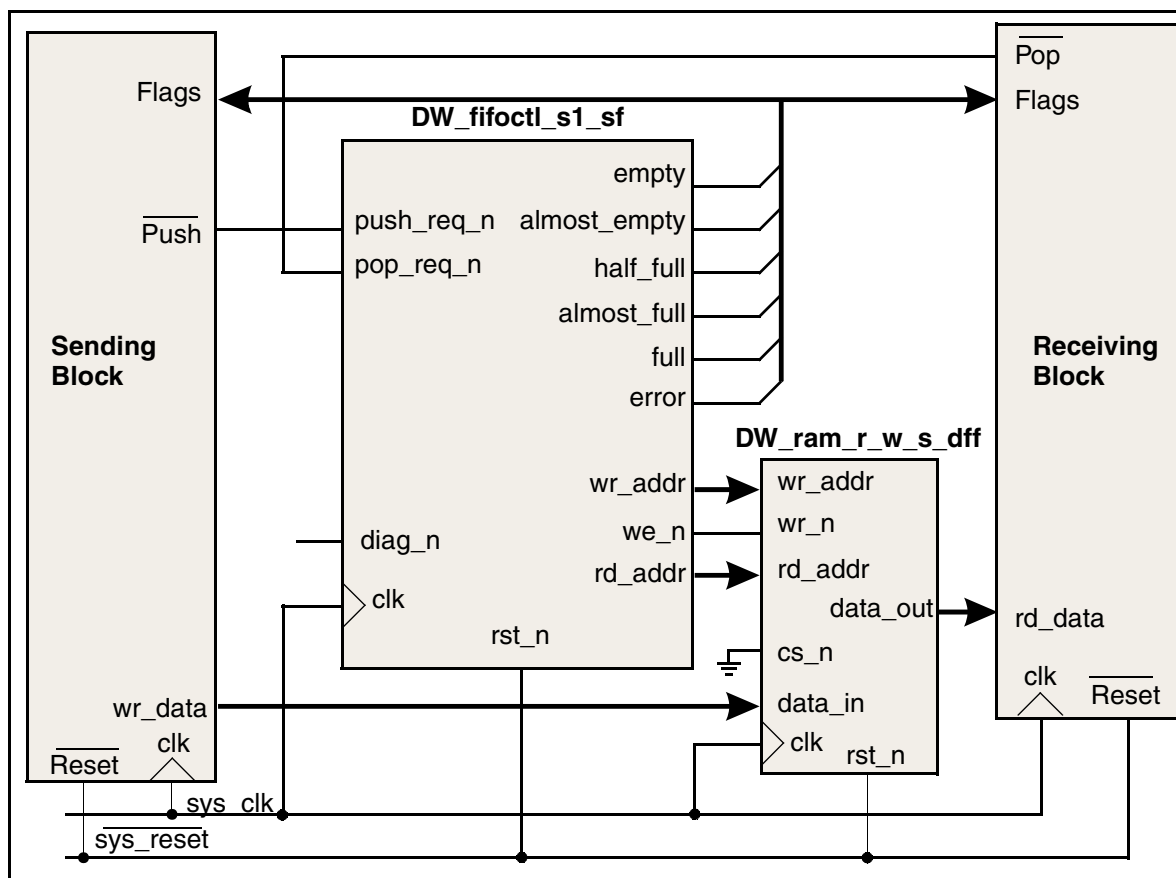 Pop
Flags
Flags
DW_fifoctl_s1_sf
empty
push_req_n
almost_empty
Push
pop_req_n
half_full
almost_full
Sending
Block
full
Receiving
Block
error
DW_ram_r_w_s_dff
wr_addr
wr_addr
we_n
wr_n
diag_n
rd_addr
rd_addr
clk
data_out
rd_data
rst_n
cs_n
clk
Reset
wr_data
data_in
Reset
clk
clk
rst_n
sys_clk
sys_reset